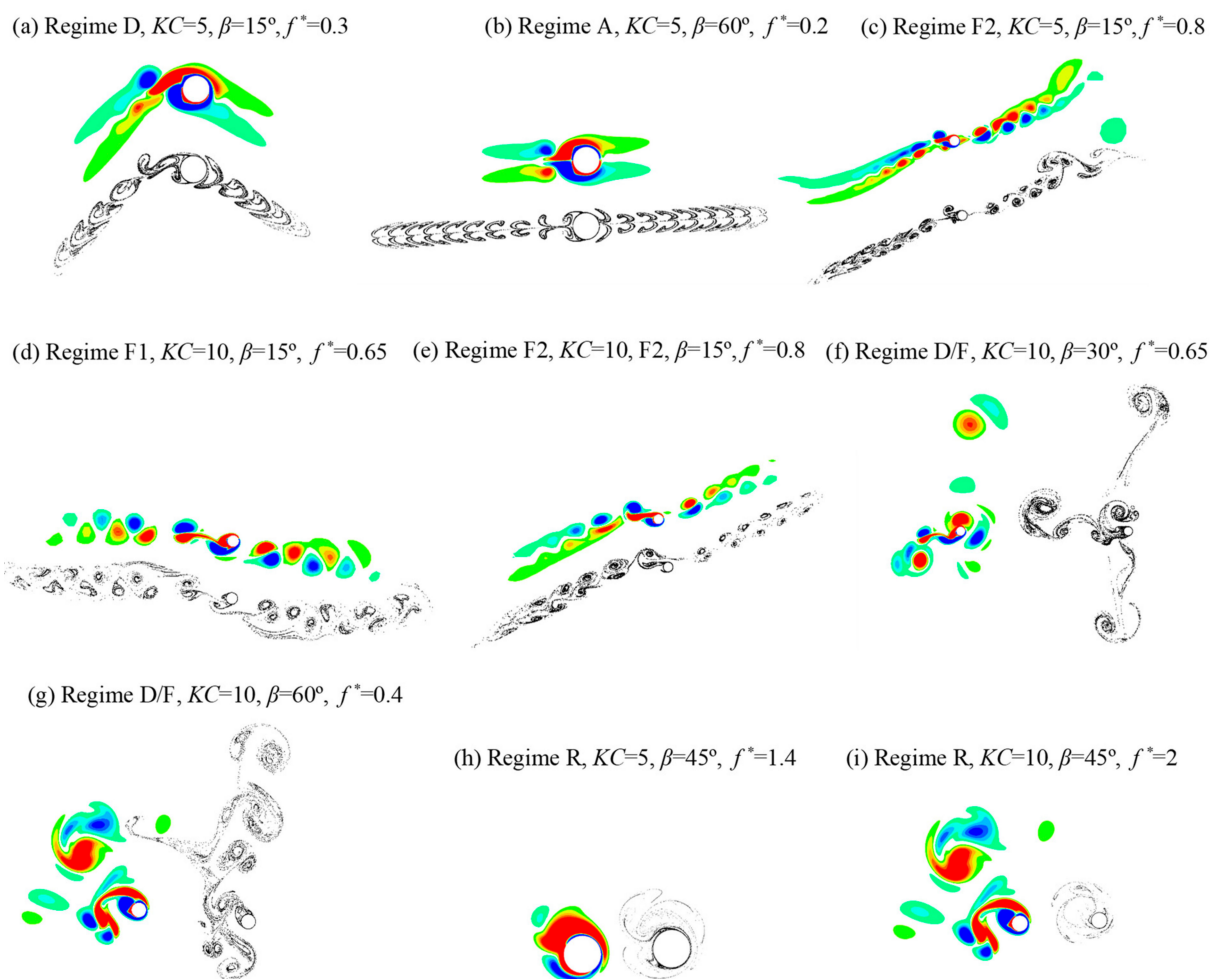 (a) Regime D, KC=5, β=15º, f*=0.3
(b) Regime A, KC=5, β=60º, f*=0.2
(c) Regime F2, KC=5, β=15º, f*=0.8
(d) Regime F1, KC=10, β=15º, f*=0.65
(e) Regime F2, KC=10, F2, β=15º, f*=0.8
(f) Regime D/F, KC=10, β=30º, f*=0.65
(g) Regime D/F, KC=10, β=60º, f*=0.4
(h) Regime R, KC=5, β=45º, f*=1.4
(i) Regime R, KC=10, β=45º, f*=2